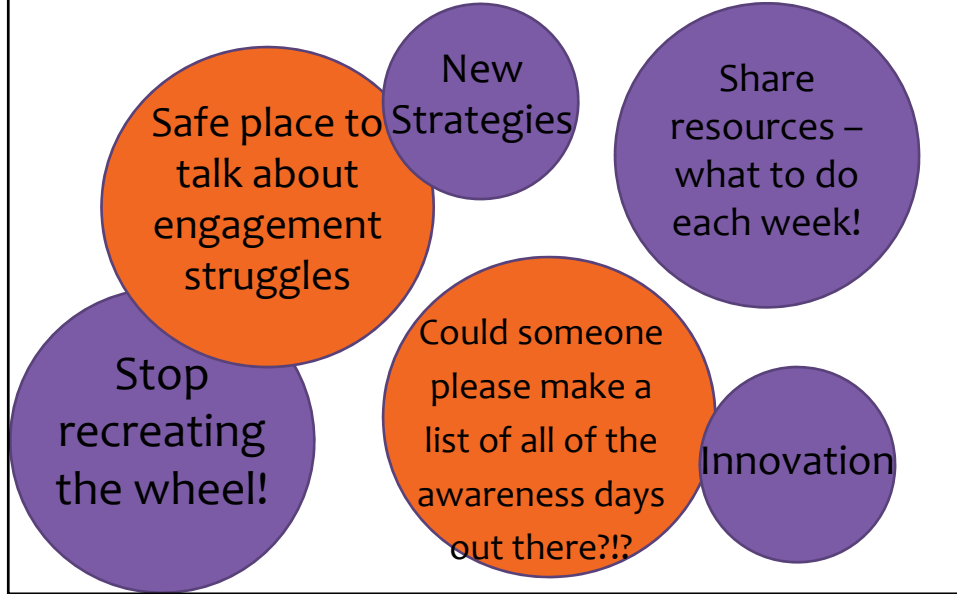 Safe place to
talk about
engagement
struggles
New
Strategies
Share
resources –
what to do
each week!
Stop
recreating
the wheel!
Could someone
please make a
list of all of the
awareness days
out there?!?
Innovation